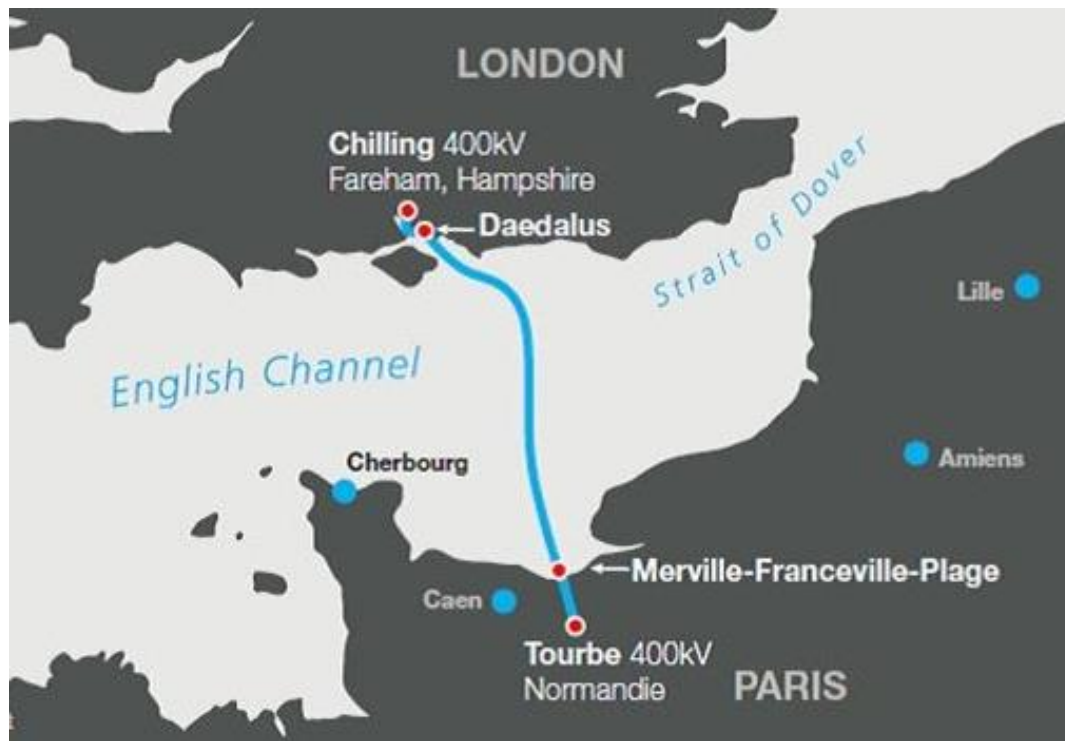 LONDON
Chilling 400kV
Fareham, Hampshire
Daedalus
Strait of Dover
Lille
English Channel
Cherbourg
Amiens
Merville-Franceville-Plage
Caen
Tourbe 400kV
Normandie
PARIS